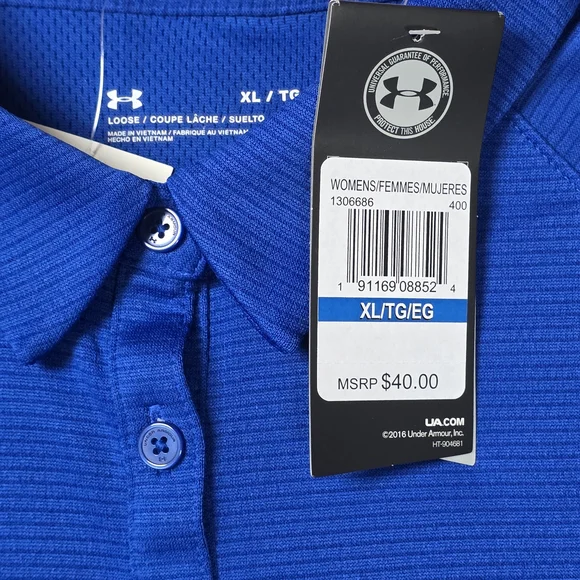 XL / TG
LOOSE / COUPE LÂCHE / SUELTO
MADE IN VIETNAM / FABRIQUÉ AU VIETNAM
HECHO EN VIETNAM
UNIVERSAL GUARANTEE OF PERFORMANCE
PROTECT THIS HOUSE.
WOMENS/FEMMES/MUJERES
1306686 400
1 91169 08852 4
XL/TG/EG
MSRP $40.00
UA.COM
©2016 Under Armour, Inc.
HT-904681